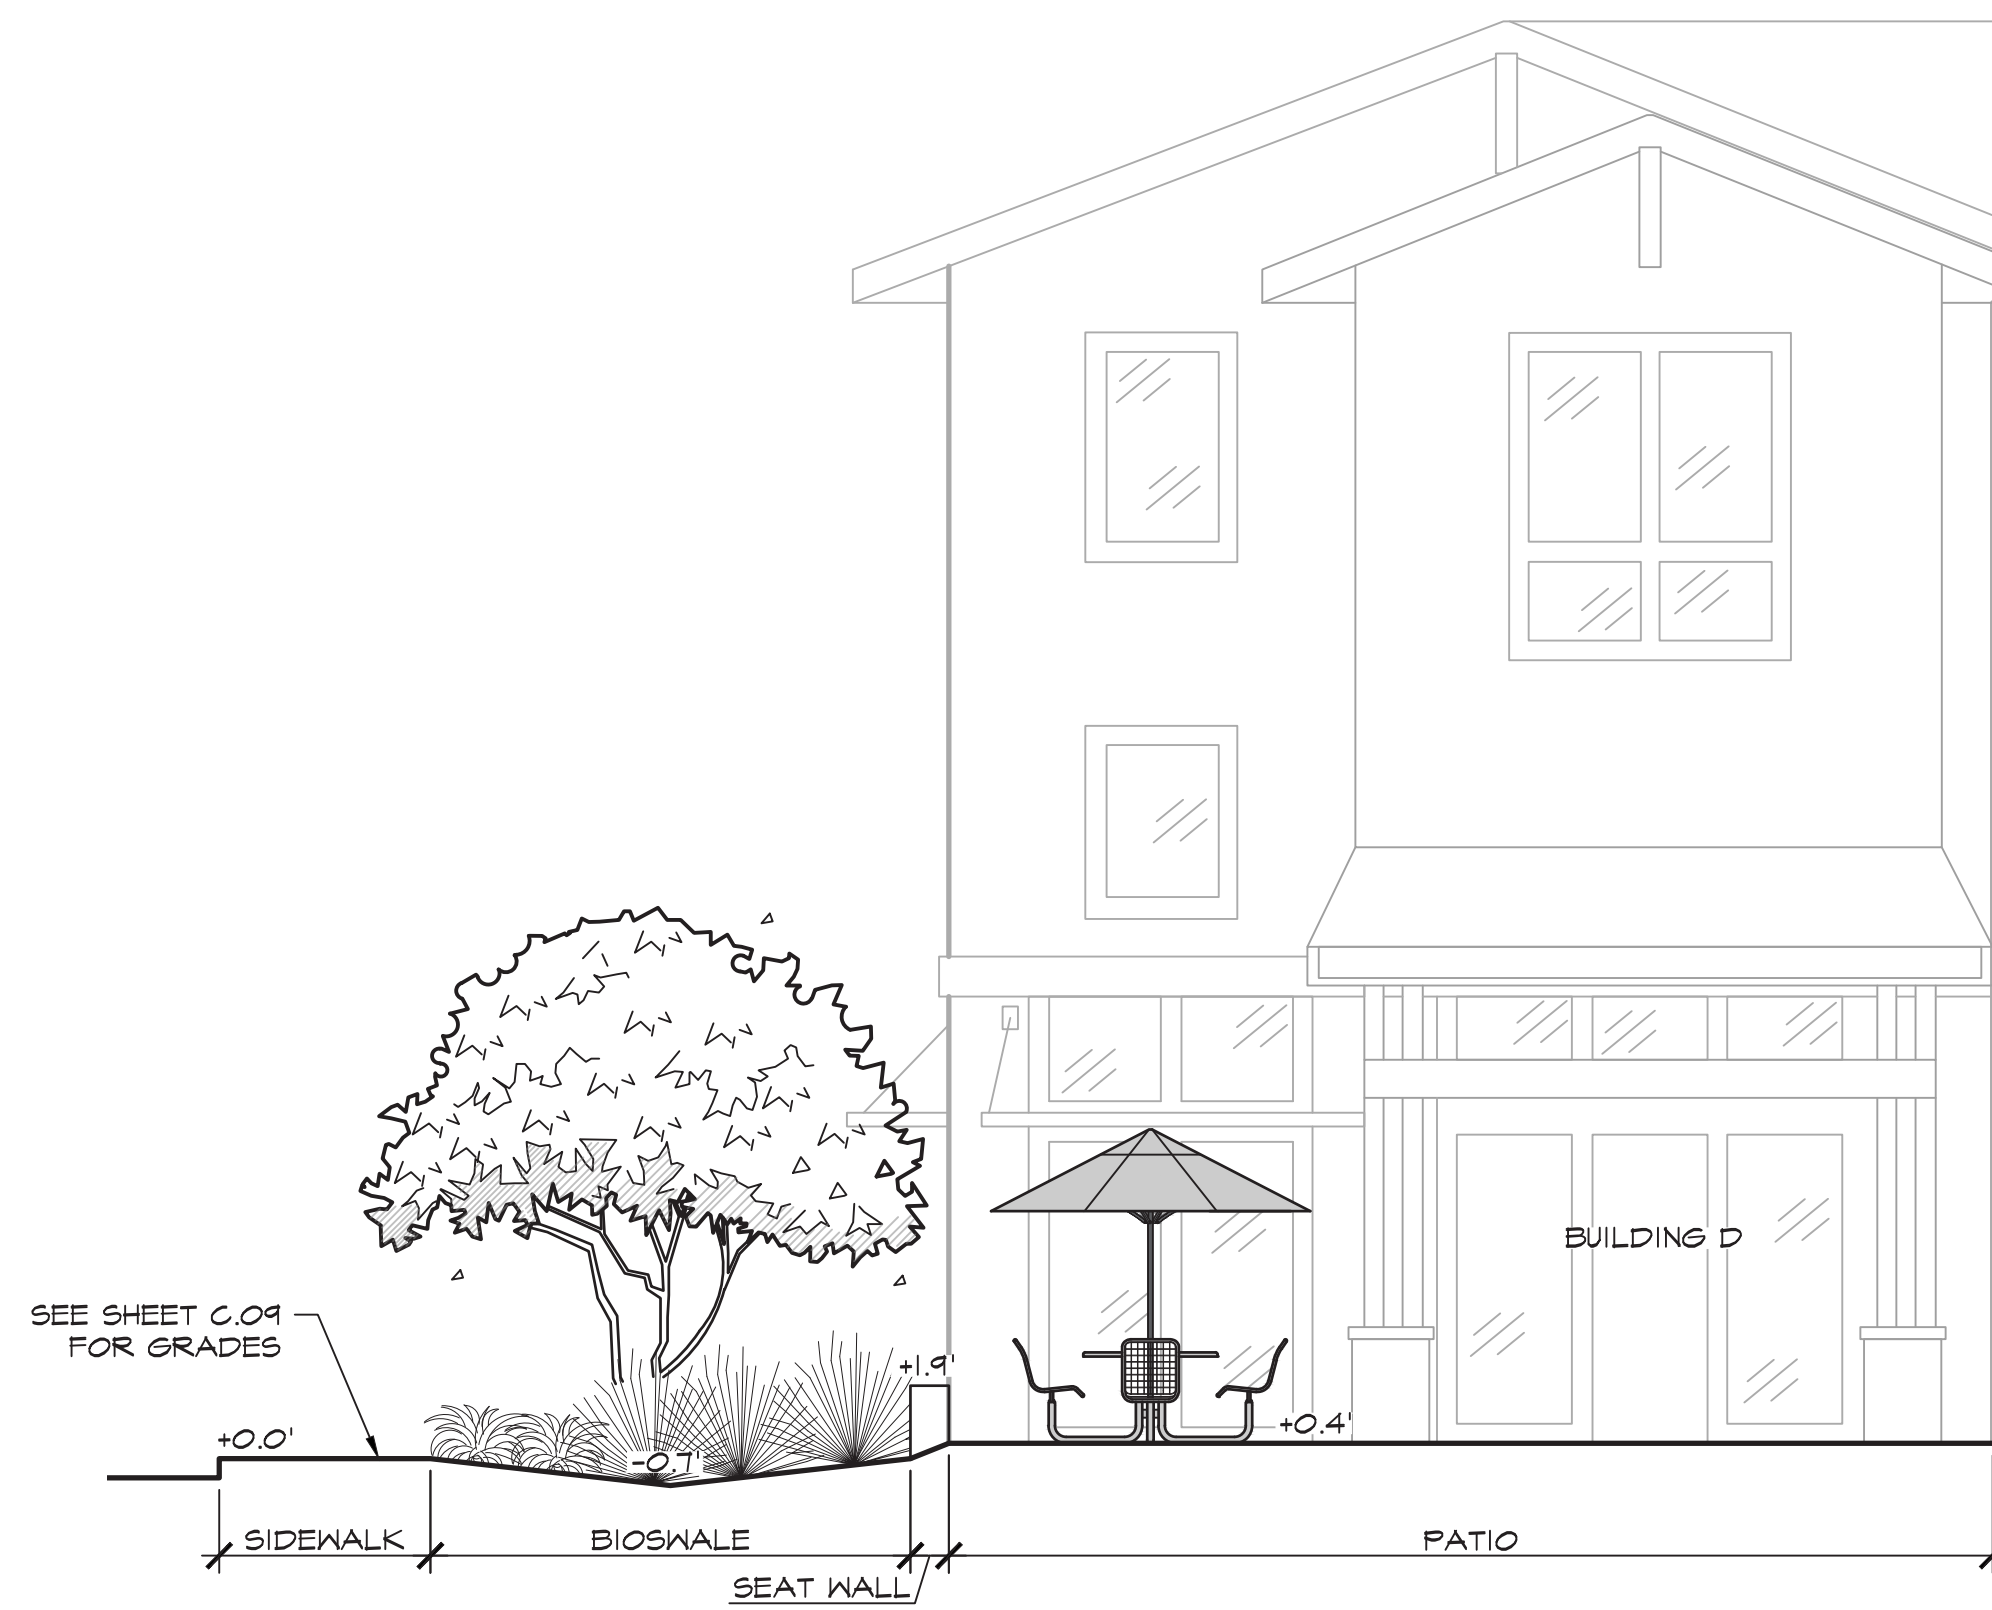 BUILDING D
SEE SHEET C.09
FOR GRADES
+1.9'
+0.0'
-0.7'
+0.4'
SIDEWALK
BIOSWALE
PATIO
SEAT WALL